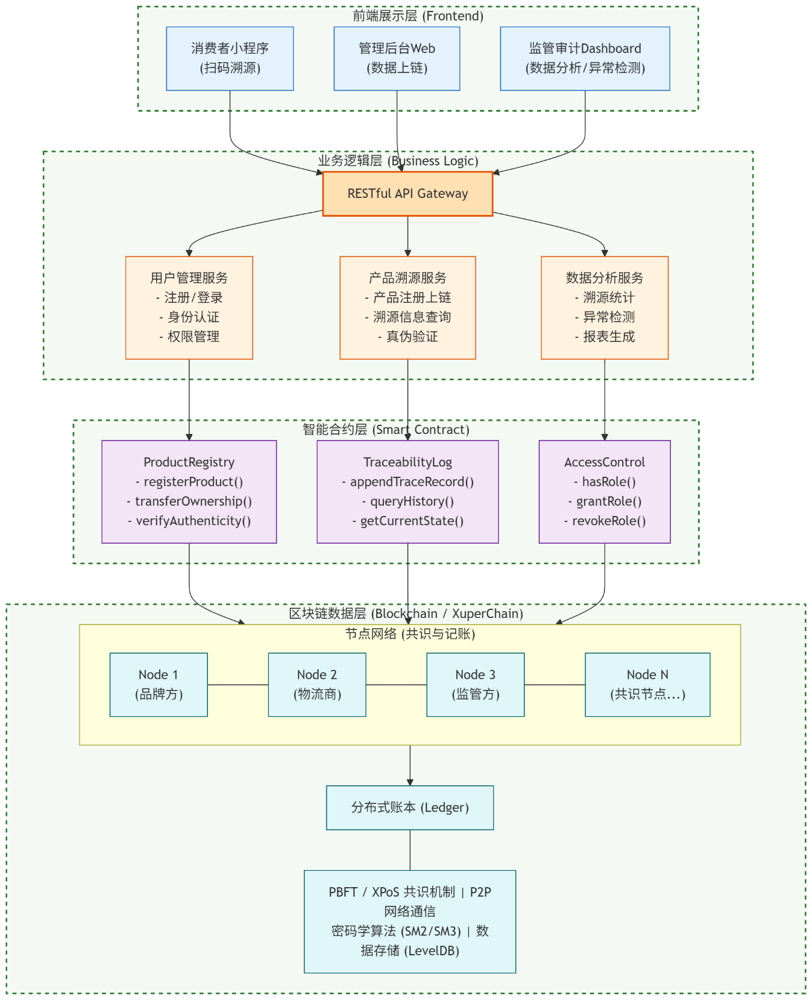 前端展示层 (Frontend)
消费者小程序
(扫码溯源)
管理后台Web
(数据上链)
监管审计Dashboard
(数据分析/异常检测)
业务逻辑层 (Business Logic)
RESTful API Gateway
用户管理服务
- 注册/登录
- 身份认证
- 权限管理
产品溯源服务
- 产品注册上链
- 溯源信息查询
- 真伪验证
数据分析服务
- 溯源统计
- 异常检测
- 报表生成
智能合约层 (Smart Contract)
ProductRegistry
- registerProduct()
- transferOwnership()
- verifyAuthenticity()
TraceabilityLog
- appendTraceRecord()
- queryHistory()
- getCurrentState()
AccessControl
- hasRole()
- grantRole()
- revokeRole()
区块链数据层 (Blockchain / XuperChain)
节点网络 (共识与记账)
Node 1
(品牌方)
Node 2
(物流商)
Node 3
(监管方)
Node N
(共识节点...)
分布式账本 (Ledger)
PBFT / XPoS 共识机制 | P2P
网络通信
密码学算法 (SM2/SM3) | 数
据存储 (LevelDB)